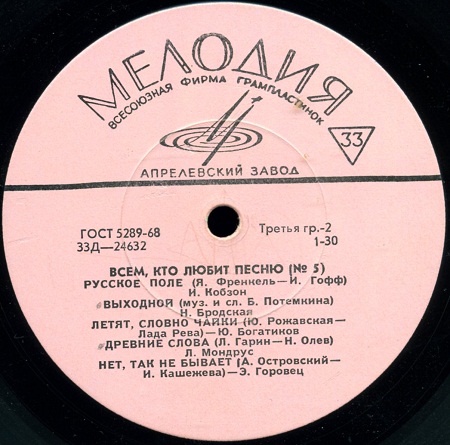 МЕЛОДИЯ
ВСЕСОЮЗНАЯ ФИРМА ГРАМПЛАСТИНОК
33
АПРЕЛЕВСКИЙ ЗАВОД
ГОСТ 5289-68
Третья гр.-2
33Д—24632
1-30
ВСЕМ, КТО ЛЮБИТ ПЕСНЮ (№ 5)
РУССКОЕ ПОЛЕ (Я. Френкель—И. Гофф)
И. Кобзон
ВЫХОДНОЙ (муз. и сл. Б. Потемкина)
Н. Бродская
ЛЕТЯТ, СЛОВНО ЧАЙКИ (Ю. Рожавская—
Лада Рева)—Ю. Богатиков
ДРЕВНИЕ СЛОВА (Л. Гарин—Н. Олев)
Л. Мондрус
НЕТ, ТАК НЕ БЫВАЕТ (А. Островский—
И. Кашежева)—Э. Горовец